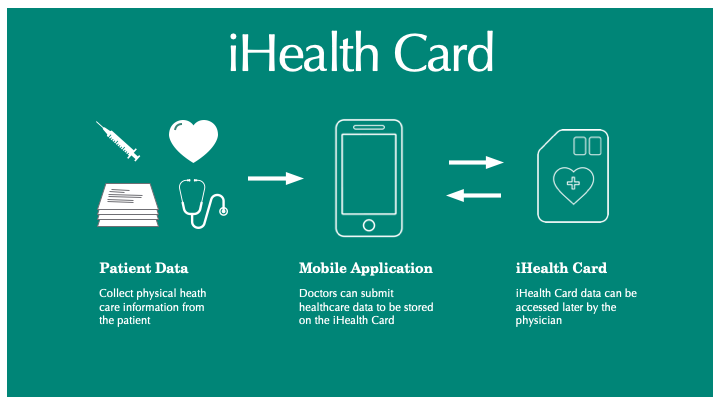 iHealth Card
Patient Data
Collect physical heath
care information from
the patient
Mobile Application
Doctors can submit
healthcare data to be stored
on the iHealth Card
iHealth Card
iHealth Card data can be
accessed later by the
physician